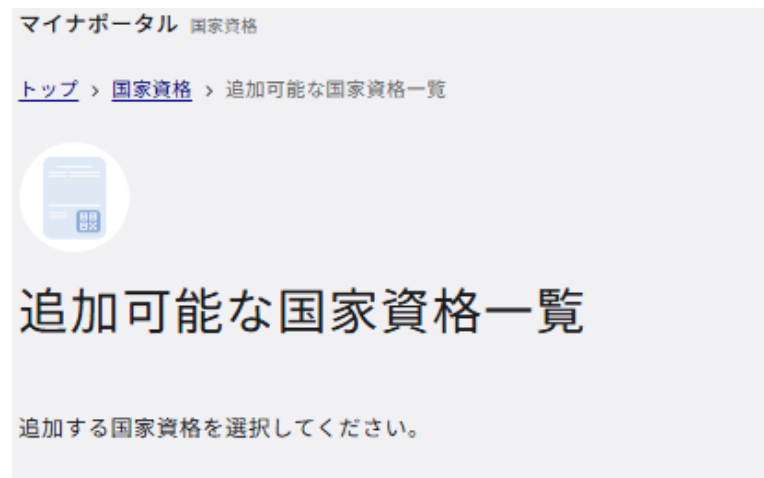 マイナポータル 国家資格
トップ > 国家資格 > 追加可能な国家資格一覧
追加可能な国家資格一覧
追加する国家資格を選択してください。